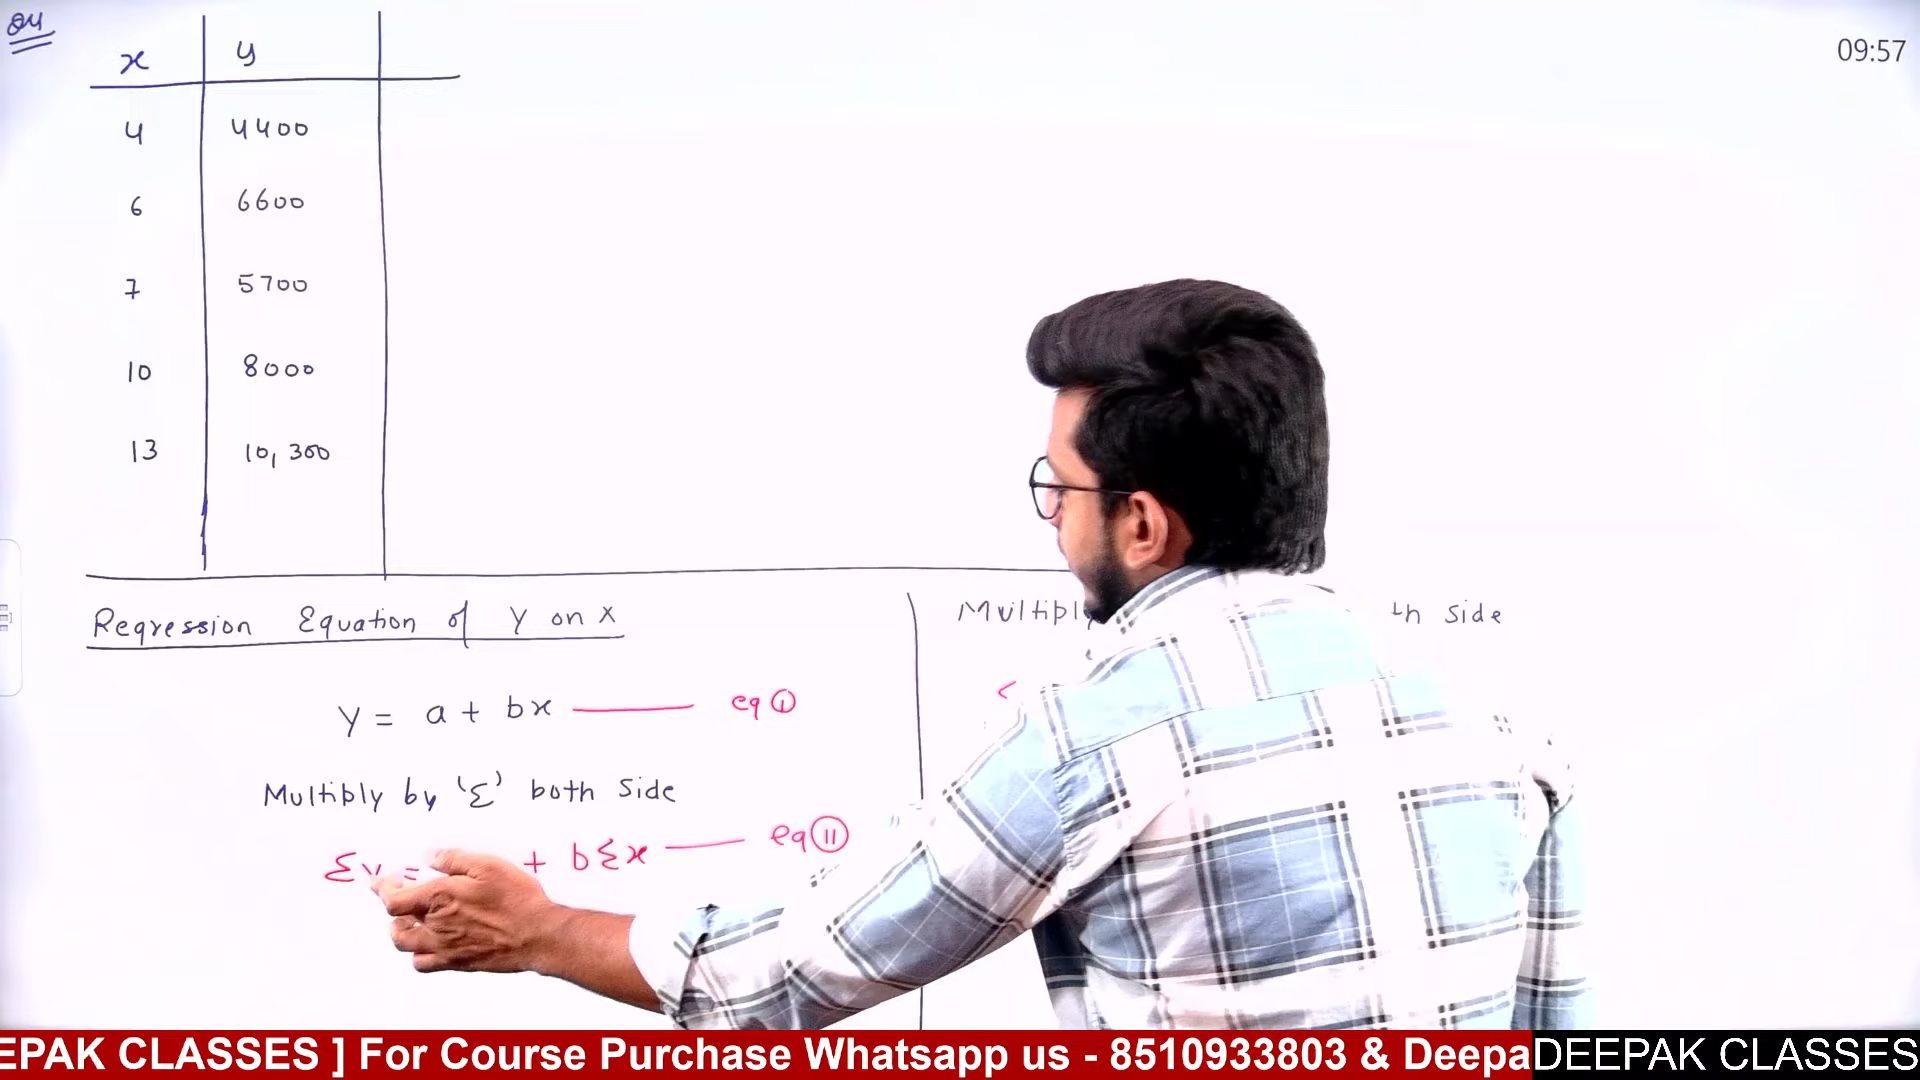 Q4
09:57
x y
4 4400
6 6600
7 5700
10 8000
13 10,300
Regression Equation of Y on X
Y = a + bx —— eq (I)
Multiply by 'Σ' both Side
ΣY = + bΣx —— eq (II)
Multiply th Side
EPAK CLASSES ] For Course Purchase Whatsapp us - 8510933803 & Deepa
DEEPAK CLASSES